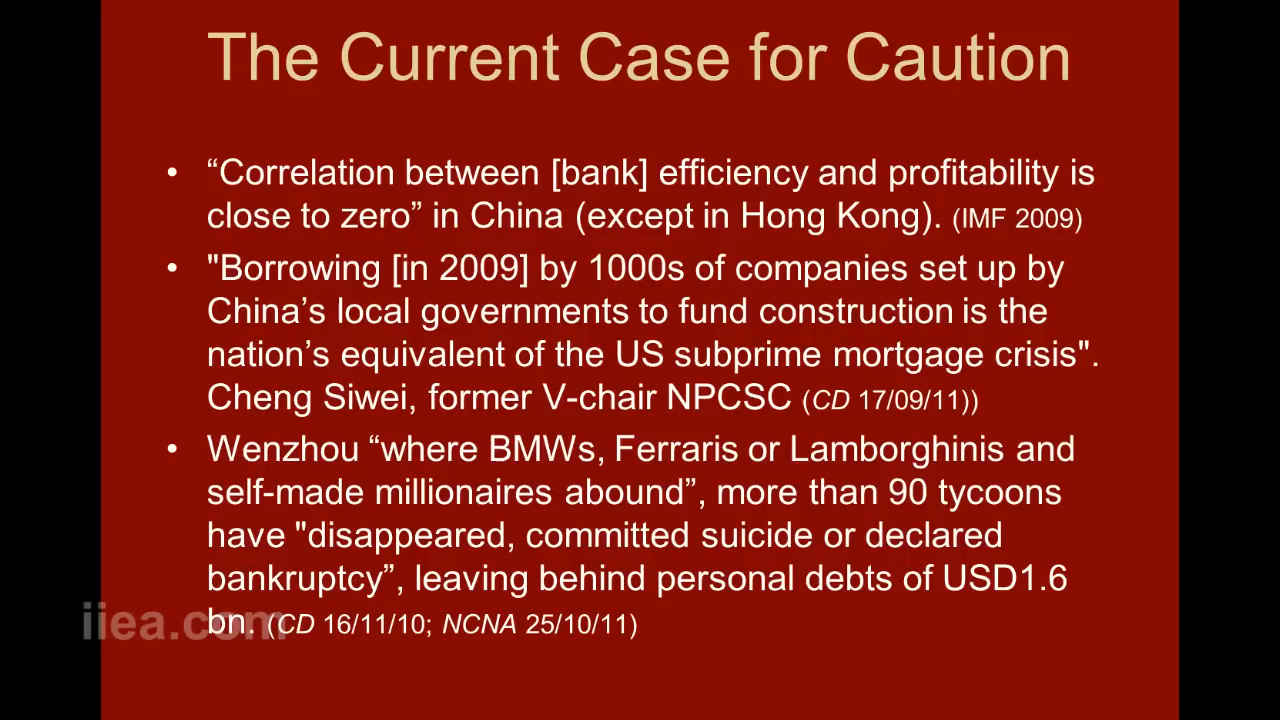 The Current Case for Caution
• “Correlation between [bank] efficiency and profitability is
close to zero” in China (except in Hong Kong). (IMF 2009)
• "Borrowing [in 2009] by 1000s of companies set up by
China’s local governments to fund construction is the
nation’s equivalent of the US subprime mortgage crisis".
Cheng Siwei, former V-chair NPCSC (CD 17/09/11))
• Wenzhou “where BMWs, Ferraris or Lamborghinis and
self-made millionaires abound”, more than 90 tycoons
have "disappeared, committed suicide or declared
bankruptcy”, leaving behind personal debts of USD1.6
bn. (CD 16/11/10; NCNA 25/10/11)
iiea.com